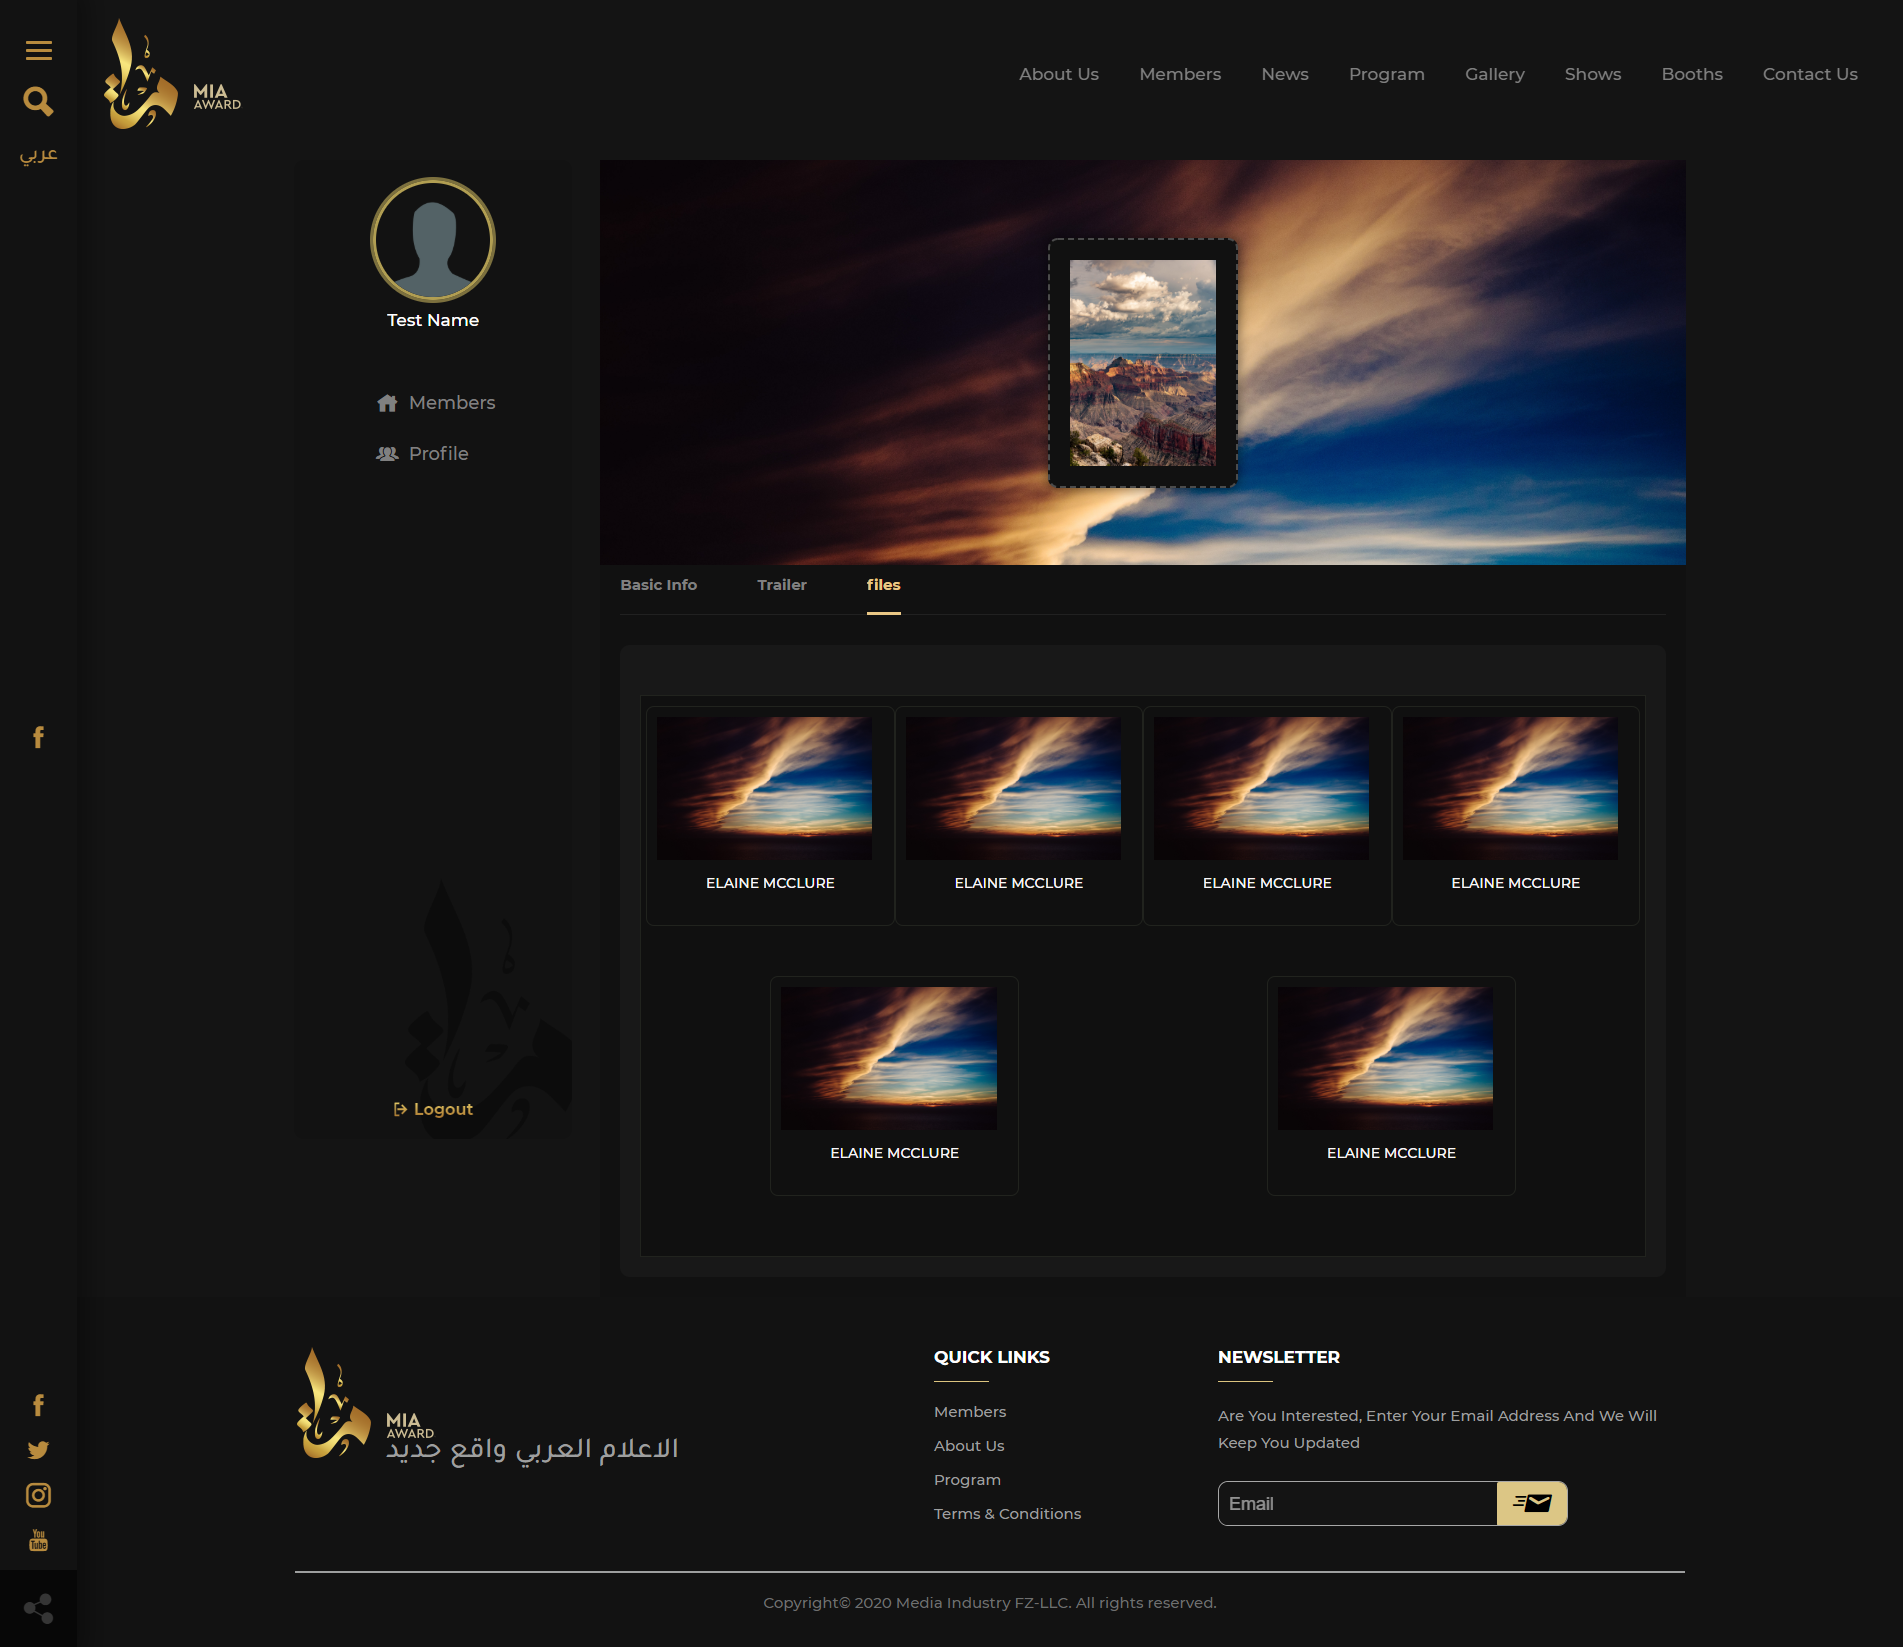 عربي
MIA
AWARD
About Us
Members
News
Program
Gallery
Shows
Booths
Contact Us
Test Name
Members
Profile
Logout
Basic Info
Trailer
files
ELAINE MCCLURE
ELAINE MCCLURE
ELAINE MCCLURE
ELAINE MCCLURE
ELAINE MCCLURE
ELAINE MCCLURE
MIA
AWARD
الاعلام العربي واقع جديد
QUICK LINKS
Members
About Us
Program
Terms & Conditions
NEWSLETTER
Are You Interested, Enter Your Email Address And We Will
Keep You Updated
Email
You
Tube
Copyright© 2020 Media Industry FZ-LLC. All rights reserved.